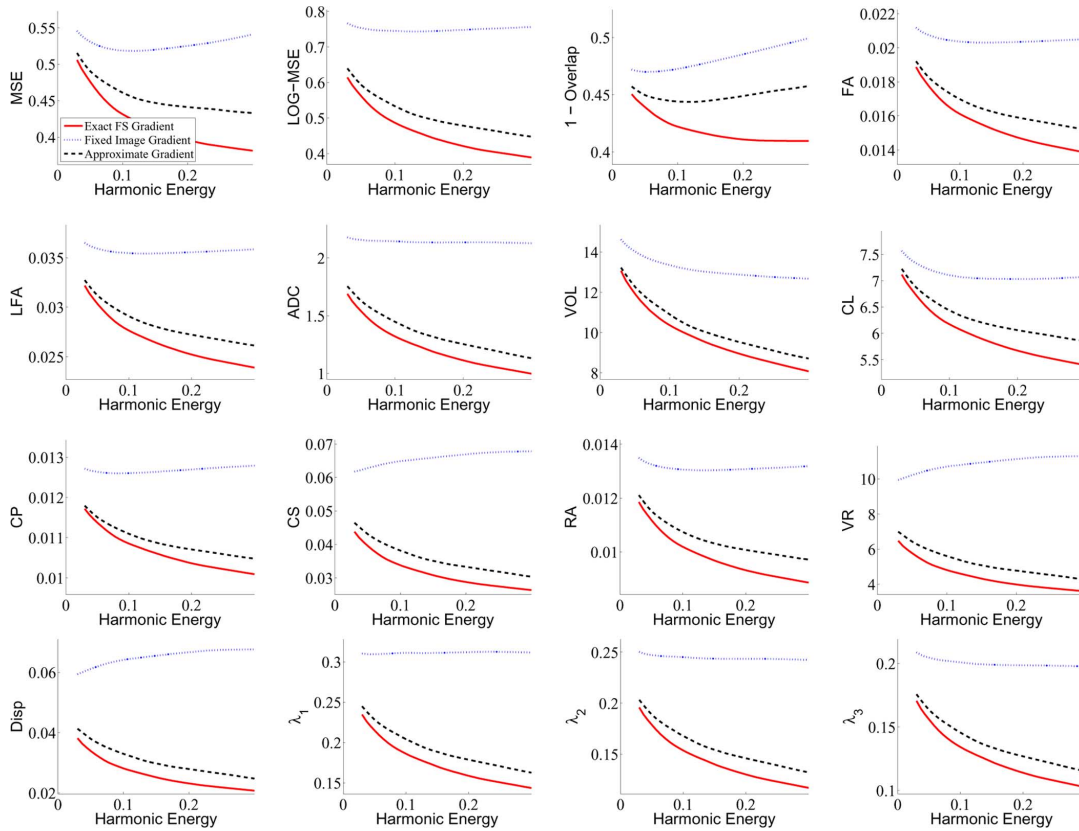 MSE
0.55
0.5
0.45
0.4
Exact FS Gradient
Fixed Image Gradient
Approximate Gradient
0 0.1 0.2
Harmonic Energy
LOG−MSE
0.8
0.7
0.6
0.5
0.4
0 0.1 0.2
Harmonic Energy
1 − Overlap
0.5
0.45
0.4
0 0.1 0.2
Harmonic Energy
FA
0.022
0.02
0.018
0.016
0.014
0 0.1 0.2
Harmonic Energy
LFA
0.035
0.03
0.025
0 0.1 0.2
Harmonic Energy
ADC
2
1.5
1
0 0.1 0.2
Harmonic Energy
VOL
14
12
10
8
0 0.1 0.2
Harmonic Energy
CL
7.5
7
6.5
6
5.5
0 0.1 0.2
Harmonic Energy
CP
0.013
0.012
0.011
0.01
0 0.1 0.2
Harmonic Energy
CS
0.07
0.06
0.05
0.04
0.03
0 0.1 0.2
Harmonic Energy
RA
0.014
0.012
0.01
0 0.1 0.2
Harmonic Energy
VR
10
8
6
4
0 0.1 0.2
Harmonic Energy
Disp
0.06
0.04
0.02
0 0.1 0.2
Harmonic Energy
λ1
0.3
0.25
0.2
0.15
0 0.1 0.2
Harmonic Energy
λ2
0.25
0.2
0.15
0 0.1 0.2
Harmonic Energy
λ3
0.2
0.15
0.1
0 0.1 0.2
Harmonic Energy